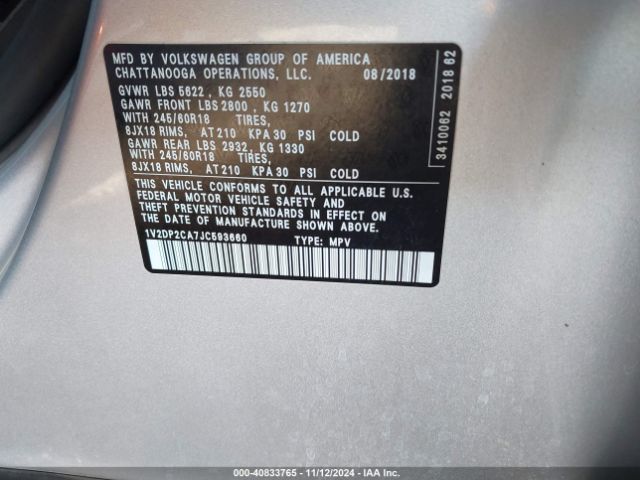 MFD BY VOLKSWAGEN GROUP OF AMERICA
CHATTANOOGA OPERATIONS, LLC. 08/2018
GVWR LBS 5622 , KG 2550
GAWR FRONT LBS 2800 , KG 1270
WITH 245/60R18 TIRES,
8JX18 RIMS, AT 210 KPA 30 PSI COLD
GAWR REAR LBS 2932, KG 1330
WITH 245/60R18 TIRES,
8JX18 RIMS, AT 210 KPA 30 PSI COLD
THIS VEHICLE CONFORMS TO ALL APPLICABLE U.S.
FEDERAL MOTOR VEHICLE SAFETY AND
THEFT PREVENTION STANDARDS IN EFFECT ON
THE DATE OF MANUFACTURE SHOWN ABOVE.
1V2DP2CA7JC593660 TYPE: MPV
3410062 2018 62
000-40833765 - 11/12/2024 - IAA Inc.